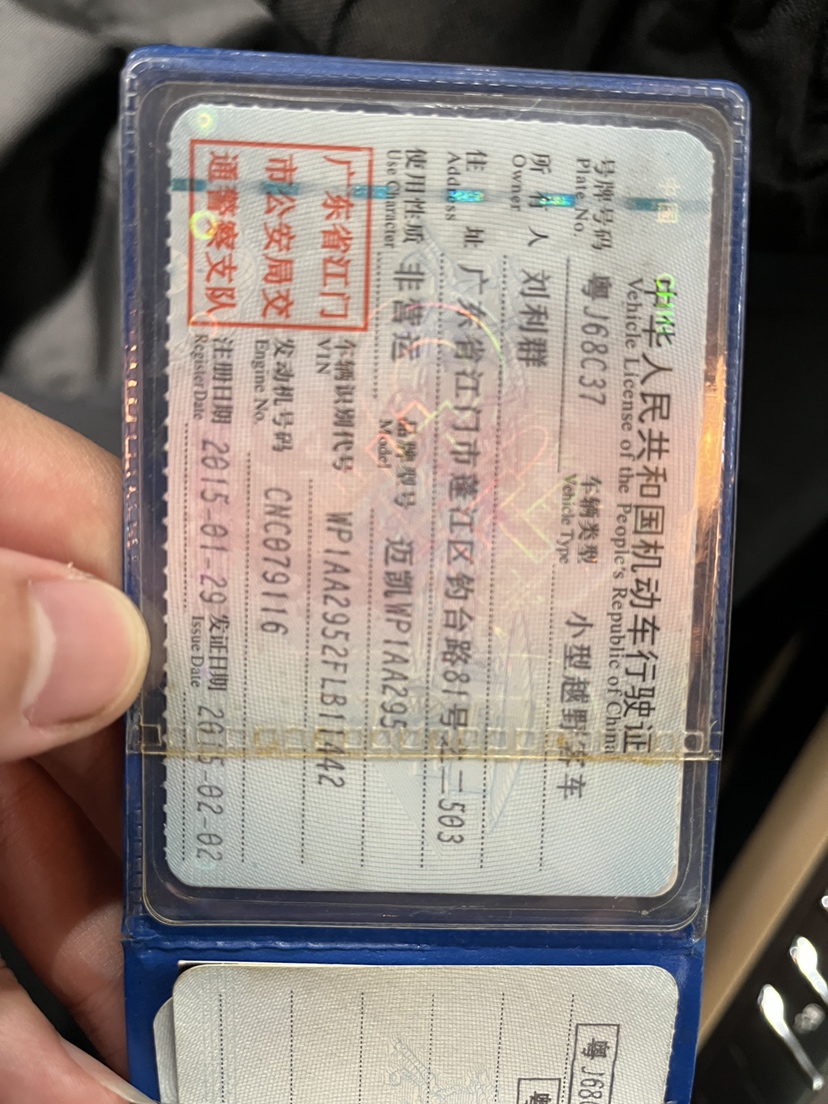 中国
CHINA
中华人民共和国机动车行驶证
Vehicle License of the People's Republic of China
号牌号码 粤J68C37 车辆类型 小型越野客车
Plate No. Vehicle Type
所有人 刘利群
Owner
住址 广东省江门市蓬江区钓台路81号之二503
Address
使用性质 非营运 品牌型号 迈凯WP1AA295
Use Character Model
广东省江门
市公安局交
通警察支队
车辆识别代号 WP1AA2952FLB11442
VIN
发动机号码 CNC079116
Engine No.
注册日期 2015-01-29 发证日期 2015-02-02
Register Date Issue Date
粤J68
粤